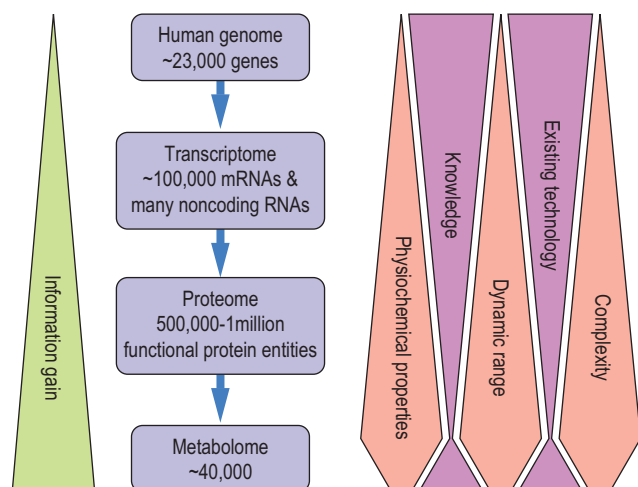 Human genome
~23,000 genes
Transcriptome
~100,000 mRNAs &
many noncoding RNAs
Proteome
500,000-1million
functional protein entities
Metabolome
~40,000
Information gain
Physiochemical properties
Knowledge
Dynamic range
Existing technology
Complexity